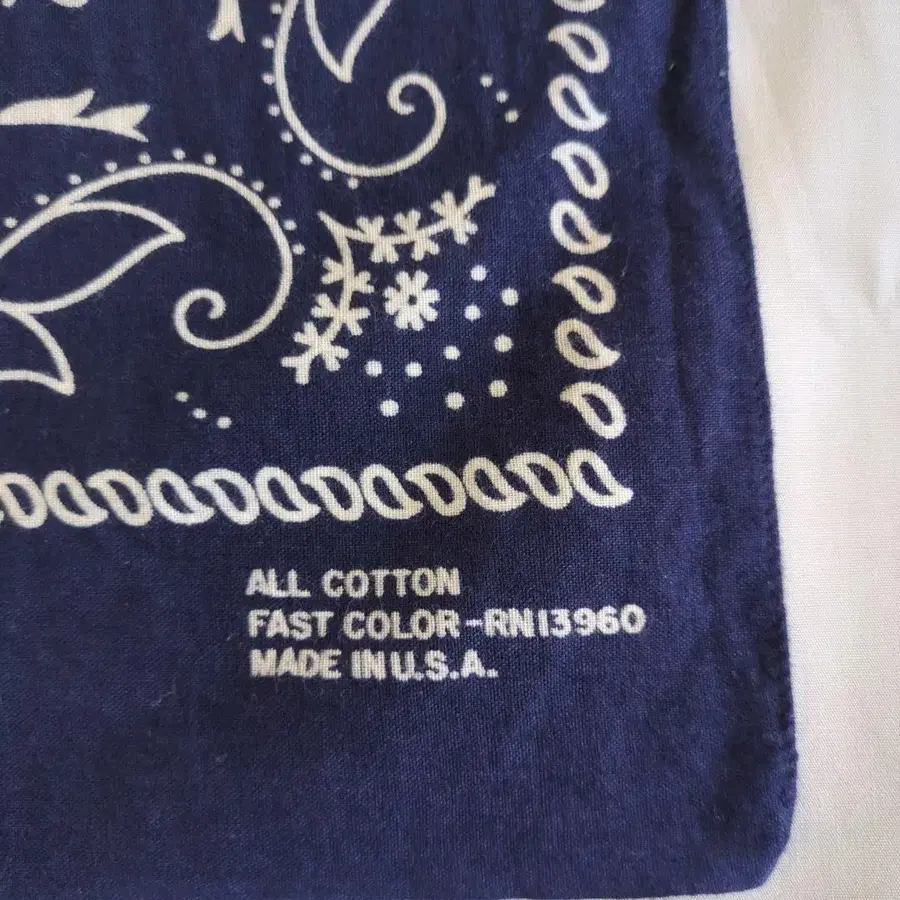 ALL COTTON
FAST COLOR-RN13960
MADE IN U.S.A.